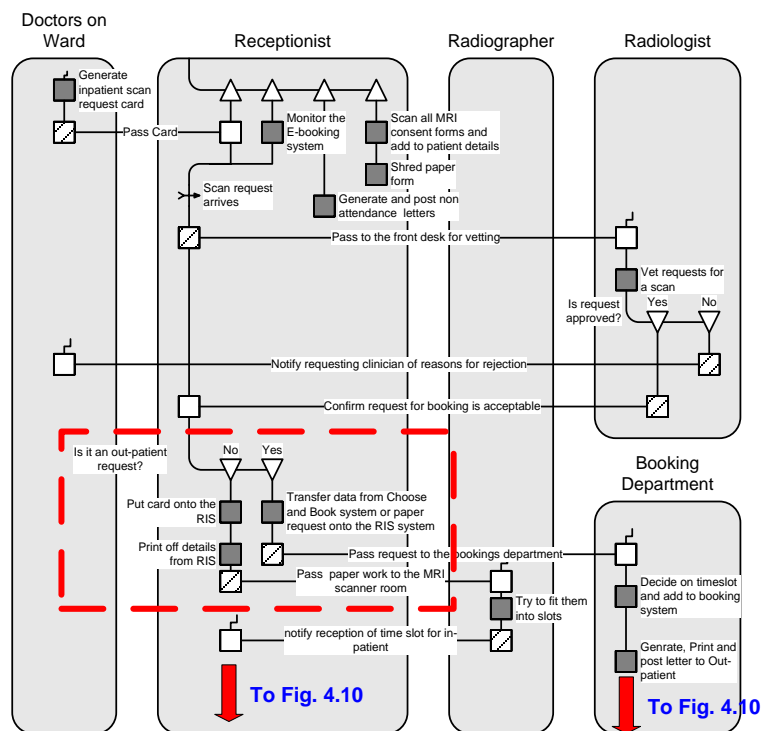 Doctors on
Ward
Receptionist
Radiographer
Radiologist
Generate
inpatient scan
request card
Pass Card
Monitor the
E-booking
system
Scan all MRI
consent forms and
add to patient details
Shred paper
form
Scan request
arrives
Generate and post non
attendance letters
Pass to the front desk for vetting
Vet requests for
a scan
Is request
approved?
Yes
No
Notify requesting clinician of reasons for rejection
Confirm request for booking is acceptable
Is it an out-patient
request?
No
Yes
Booking
Department
Put card onto the
RIS
Transfer data from Choose
and Book system or paper
request onto the RIS system
Print off details
from RIS
Pass request to the bookings department
Pass paper work to the MRI
scanner room
Decide on timeslot
and add to booking
system
Try to fit them
into slots
notify reception of time slot for in-
patient
Genrate, Print and
post letter to Out-
patient
To Fig. 4.10
To Fig. 4.10